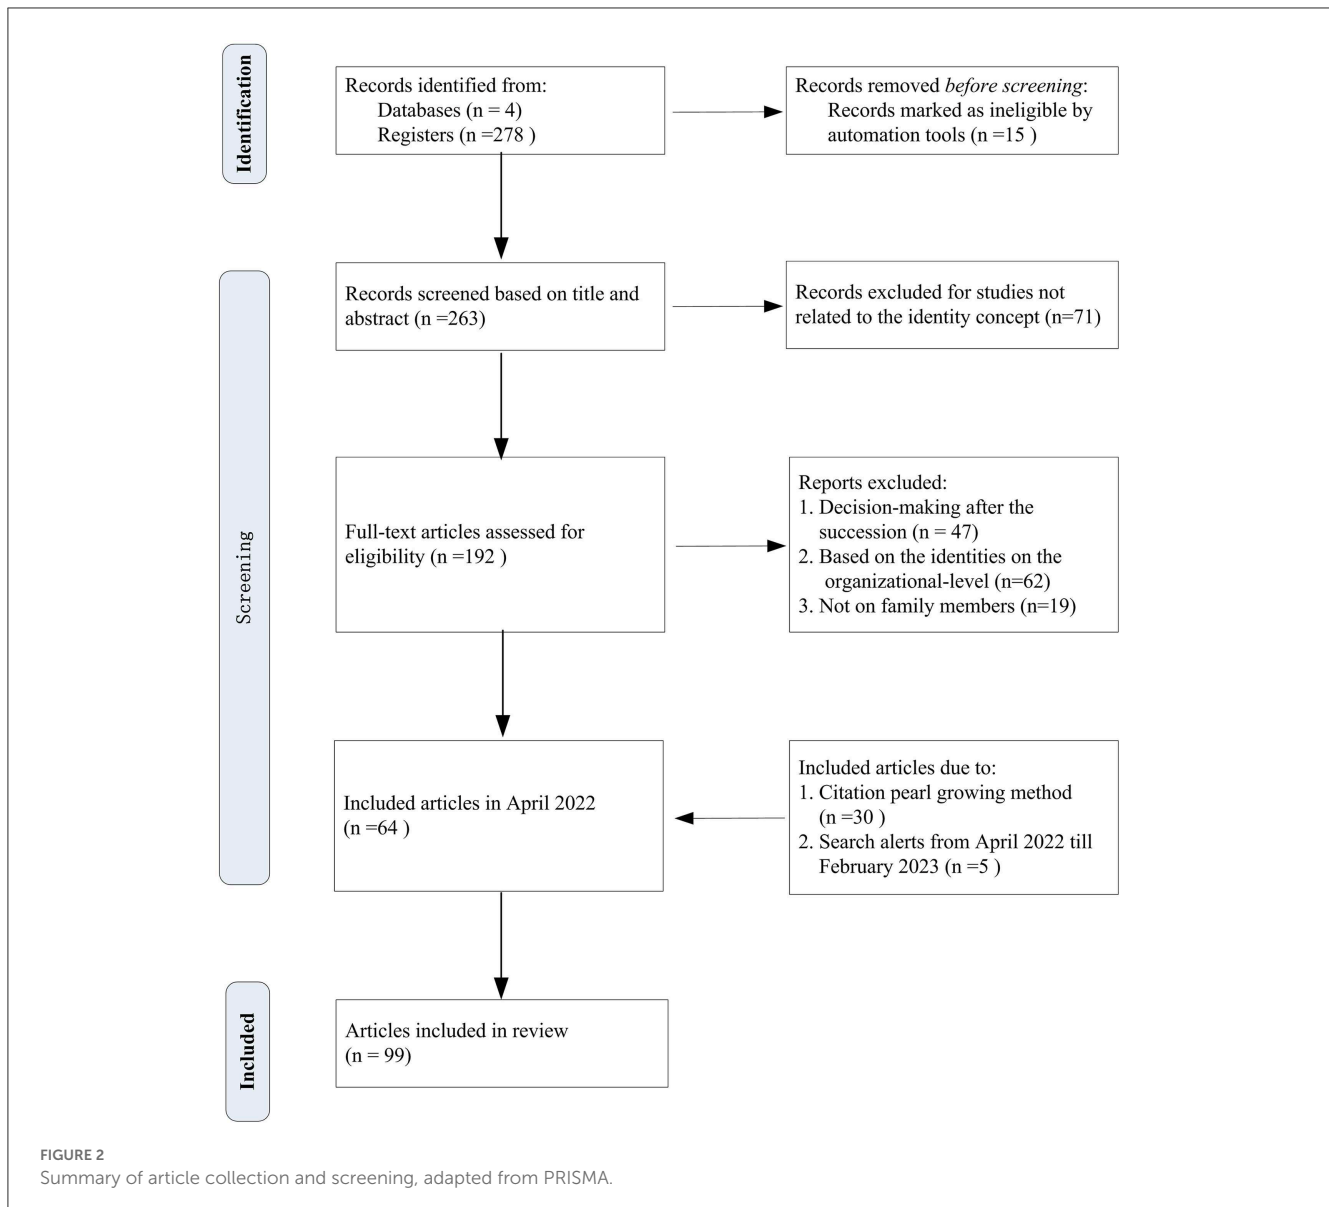 Identification
Records identified from:
Databases (n = 4)
Registers (n =278 )
Records removed before screening:
Records marked as ineligible by
automation tools (n =15 )
Screening
Records screened based on title and
abstract (n =263)
Records excluded for studies not
related to the identity concept (n=71)
Full-text articles assessed for
eligibility (n =192 )
Reports excluded:
1. Decision-making after the
succession (n = 47)
2. Based on the identities on the
organizational-level (n=62)
3. Not on family members (n=19)
Included articles in April 2022
(n =64 )
Included articles due to:
1. Citation pearl growing method
(n =30 )
2. Search alerts from April 2022 till
February 2023 (n =5 )
Included
Articles included in review
(n = 99)
FIGURE 2
Summary of article collection and screening, adapted from PRISMA.